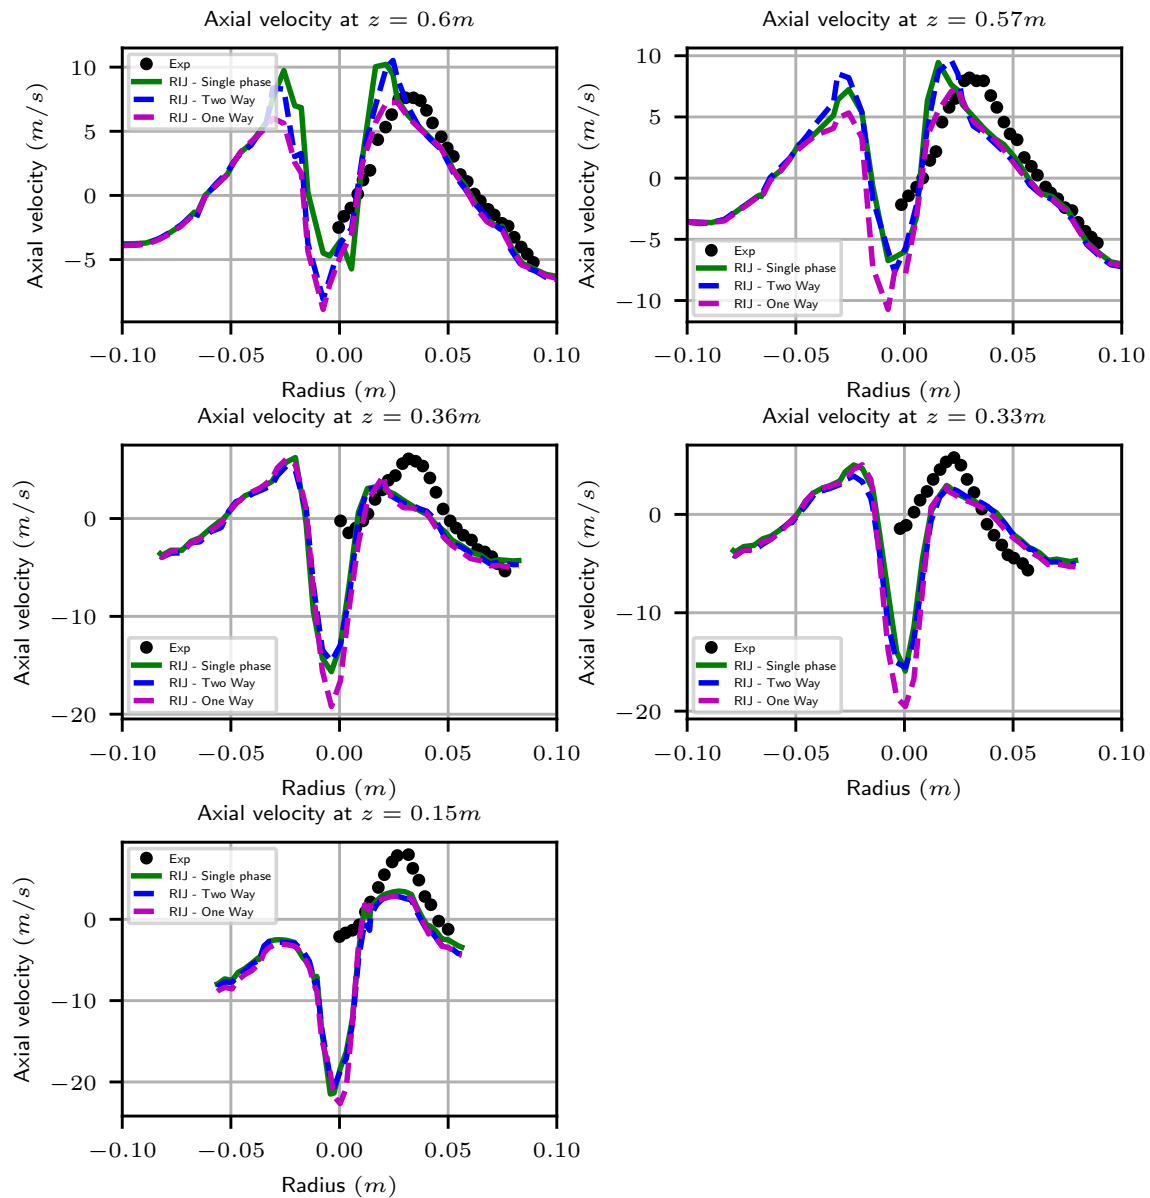 Axial velocity at z = 0.6m
Axial velocity (m/s)
10
5
0
−5
Exp
RIJ - Single phase
RIJ - Two Way
RIJ - One Way
−0.10
−0.05
0.00
0.05
0.10
Radius (m)
Axial velocity at z = 0.57m
Axial velocity (m/s)
10
5
0
−5
−10
Exp
RIJ - Single phase
RIJ - Two Way
RIJ - One Way
−0.10
−0.05
0.00
0.05
0.10
Radius (m)
Axial velocity at z = 0.36m
Axial velocity (m/s)
0
−10
−20
Exp
RIJ - Single phase
RIJ - Two Way
RIJ - One Way
−0.10
−0.05
0.00
0.05
0.10
Radius (m)
Axial velocity at z = 0.33m
Axial velocity (m/s)
0
−10
−20
Exp
RIJ - Single phase
RIJ - Two Way
RIJ - One Way
−0.10
−0.05
0.00
0.05
0.10
Radius (m)
Axial velocity at z = 0.15m
Axial velocity (m/s)
0
−10
−20
Exp
RIJ - Single phase
RIJ - Two Way
RIJ - One Way
−0.10
−0.05
0.00
0.05
0.10
Radius (m)